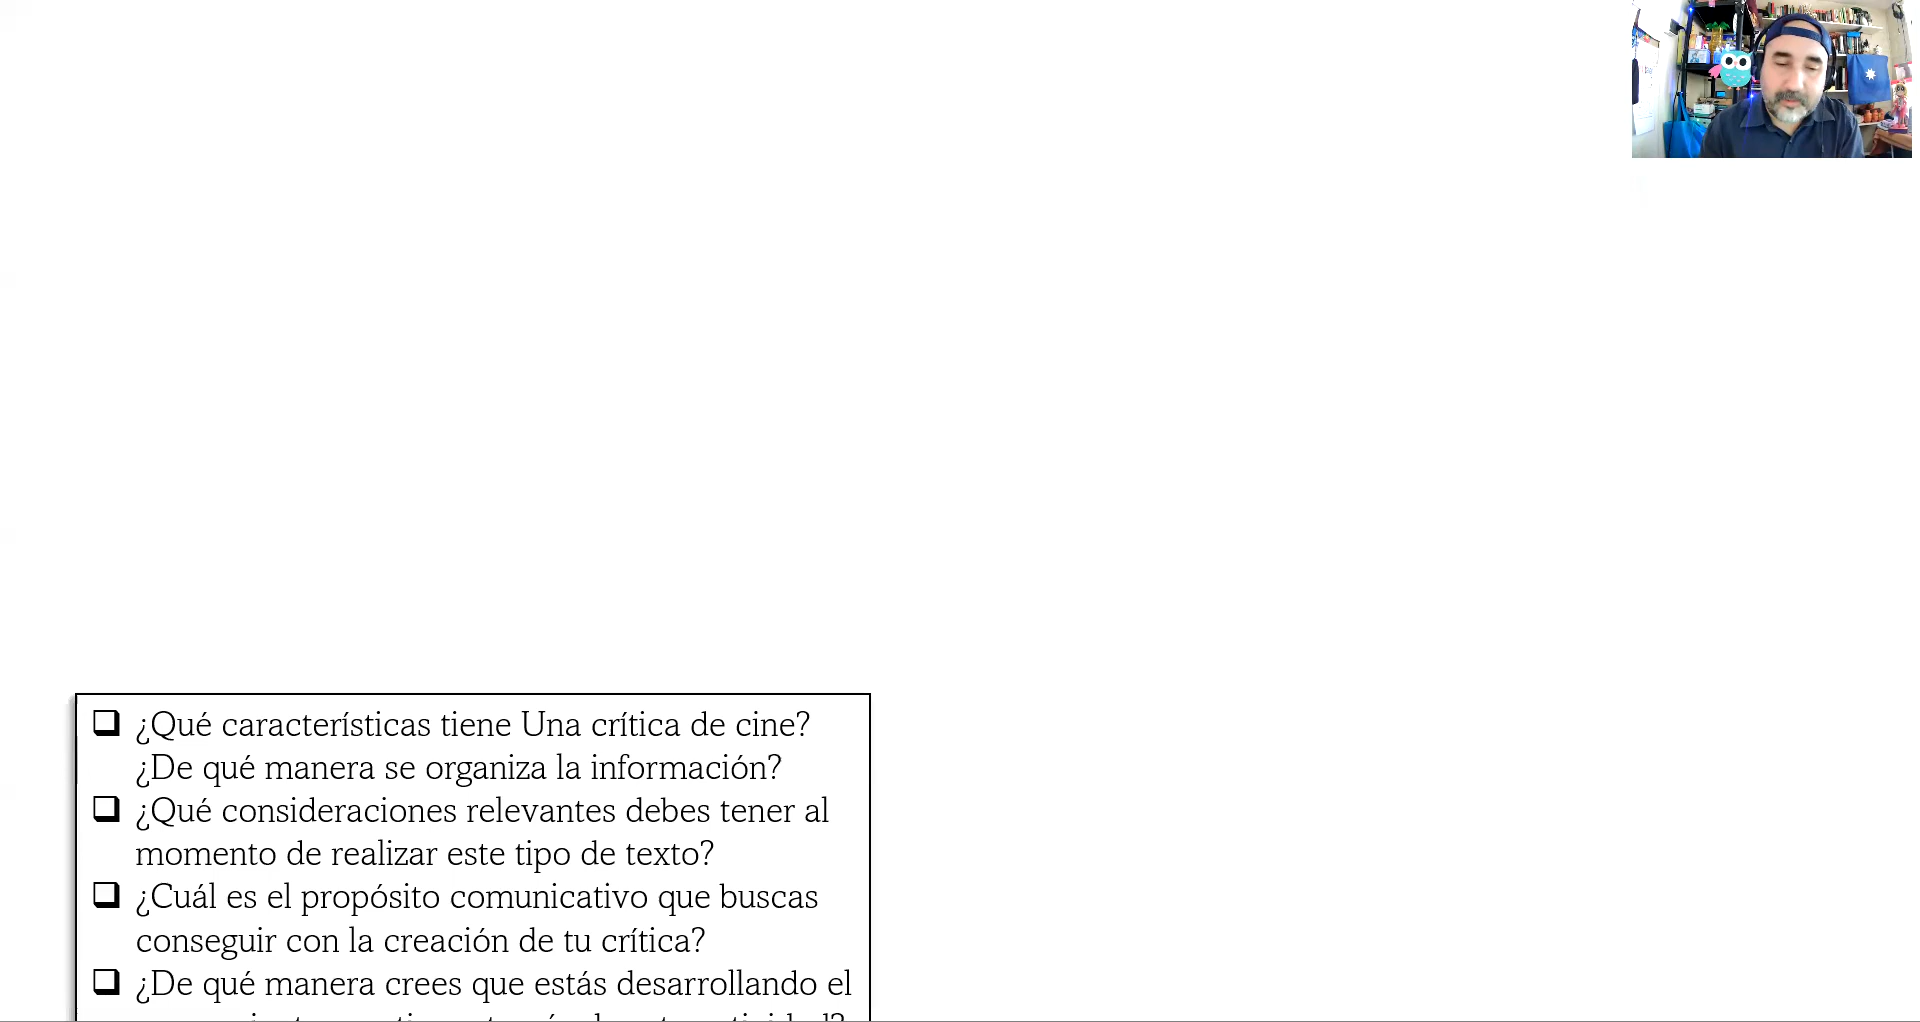 ❑ ¿Qué características tiene Una crítica de cine?
¿De qué manera se organiza la información?
❑ ¿Qué consideraciones relevantes debes tener al
momento de realizar este tipo de texto?
❑ ¿Cuál es el propósito comunicativo que buscas
conseguir con la creación de tu crítica?
❑ ¿De qué manera crees que estás desarrollando el